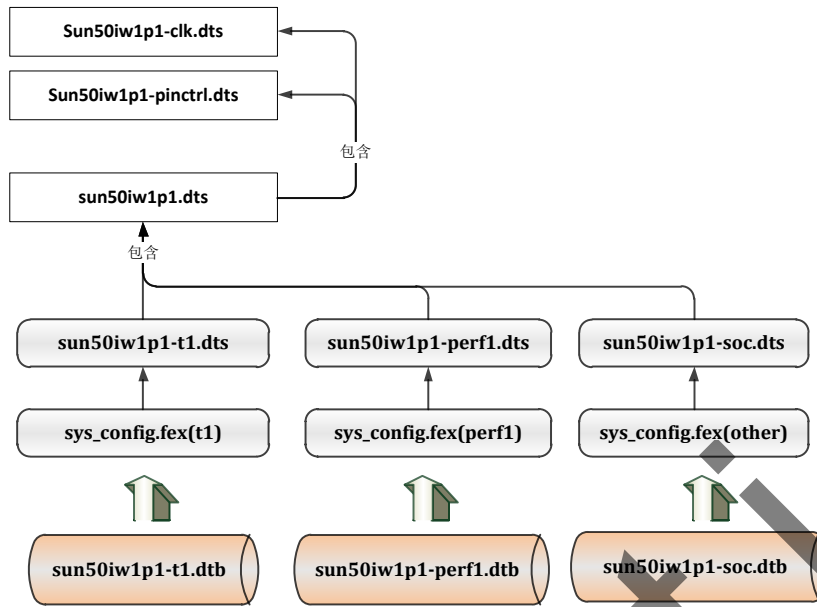 Sun50iw1p1-clk.dts
Sun50iw1p1-pinctrl.dts
包含
sun50iw1p1.dts
包含
sun50iw1p1-t1.dts
sun50iw1p1-perf1.dts
sun50iw1p1-soc.dts
sys_config.fex(t1)
sys_config.fex(perf1)
sys_config.fex(other)
sun50iw1p1-t1.dtb
sun50iw1p1-perf1.dtb
sun50iw1p1-soc.dtb